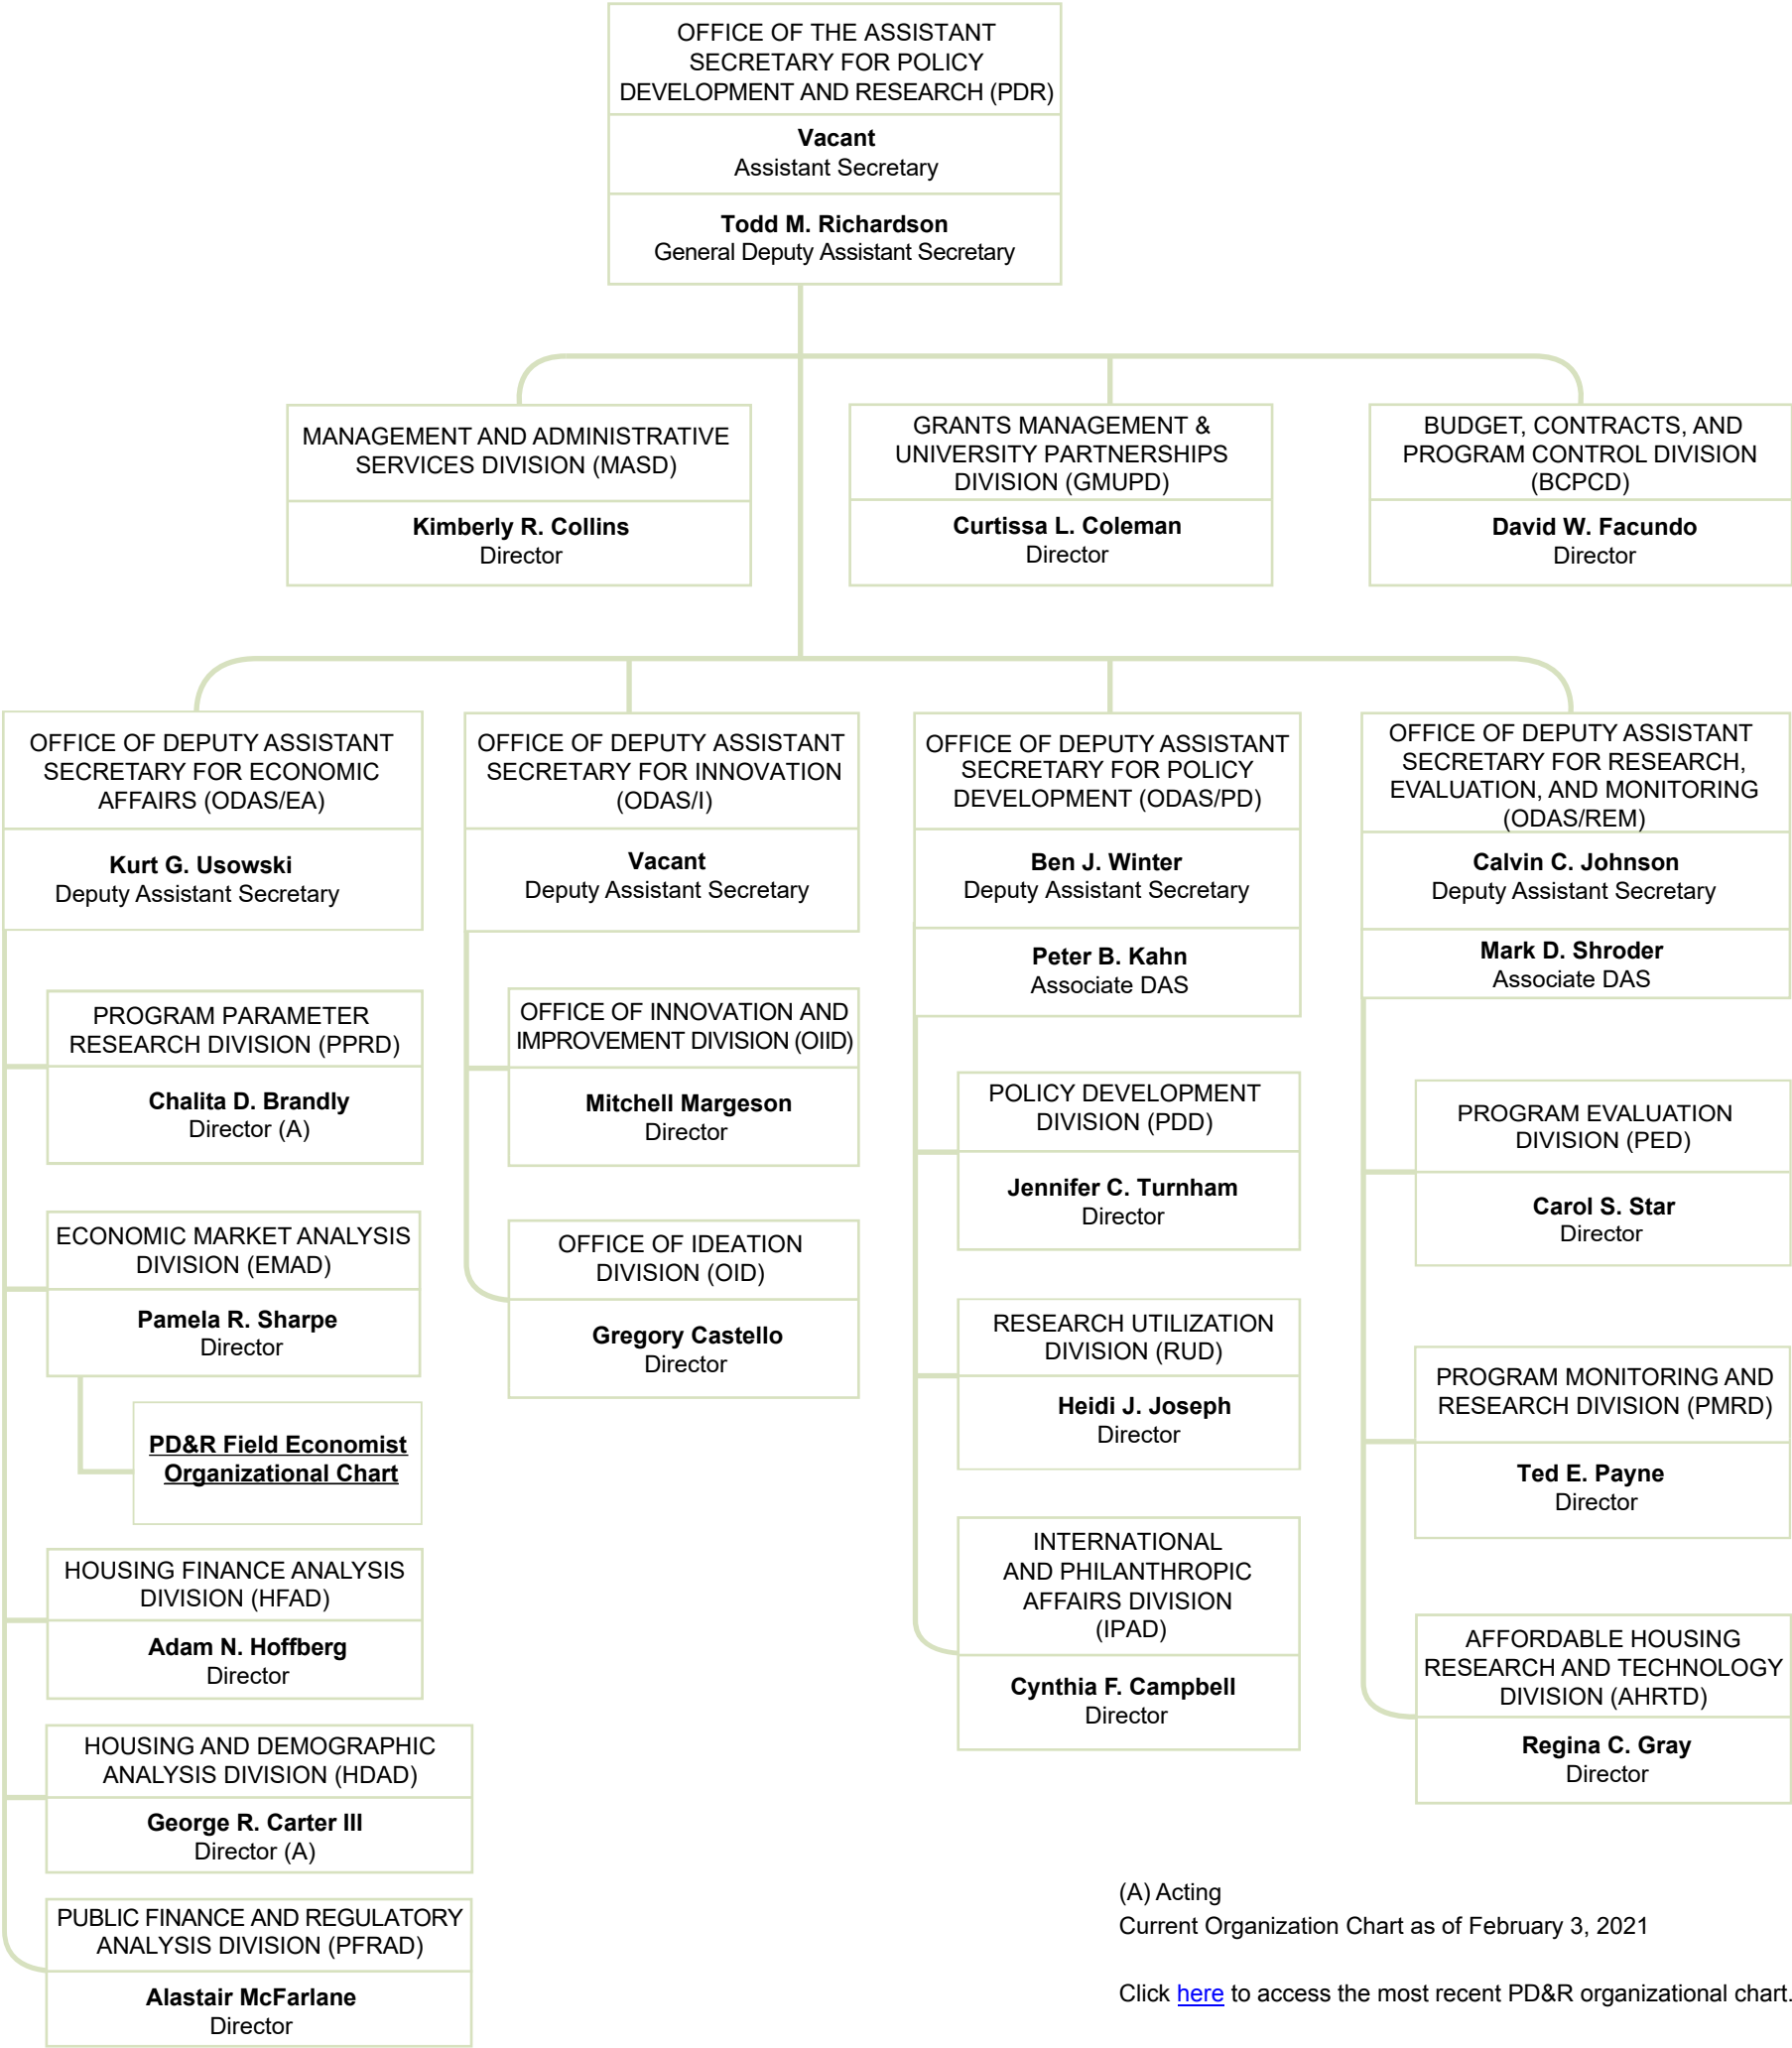 OFFICE OF THE ASSISTANT
SECRETARY FOR POLICY
DEVELOPMENT AND RESEARCH (PDR)
Vacant
Assistant Secretary
Todd M. Richardson
General Deputy Assistant Secretary
MANAGEMENT AND ADMINISTRATIVE
SERVICES DIVISION (MASD)
Kimberly R. Collins
Director
GRANTS MANAGEMENT &
UNIVERSITY PARTNERSHIPS
DIVISION (GMUPD)
Curtissa L. Coleman
Director
BUDGET, CONTRACTS, AND
PROGRAM CONTROL DIVISION
(BCPCD)
David W. Facundo
Director
OFFICE OF DEPUTY ASSISTANT
SECRETARY FOR ECONOMIC
AFFAIRS (ODAS/EA)
Kurt G. Usowski
Deputy Assistant Secretary
PROGRAM PARAMETER
RESEARCH DIVISION (PPRD)
Chalita D. Brandly
Director (A)
ECONOMIC MARKET ANALYSIS
DIVISION (EMAD)
Pamela R. Sharpe
Director
PD&R Field Economist
Organizational Chart
HOUSING FINANCE ANALYSIS
DIVISION (HFAD)
Adam N. Hoffberg
Director
HOUSING AND DEMOGRAPHIC
ANALYSIS DIVISION (HDAD)
George R. Carter III
Director (A)
PUBLIC FINANCE AND REGULATORY
ANALYSIS DIVISION (PFRAD)
Alastair McFarlane
Director
OFFICE OF DEPUTY ASSISTANT
SECRETARY FOR INNOVATION
(ODAS/I)
Vacant
Deputy Assistant Secretary
OFFICE OF INNOVATION AND
IMPROVEMENT DIVISION (OIID)
Mitchell Margeson
Director
OFFICE OF IDEATION
DIVISION (OID)
Gregory Castello
Director
OFFICE OF DEPUTY ASSISTANT
SECRETARY FOR POLICY
DEVELOPMENT (ODAS/PD)
Ben J. Winter
Deputy Assistant Secretary
Peter B. Kahn
Associate DAS
POLICY DEVELOPMENT
DIVISION (PDD)
Jennifer C. Turnham
Director
RESEARCH UTILIZATION
DIVISION (RUD)
Heidi J. Joseph
Director
INTERNATIONAL
AND PHILANTHROPIC
AFFAIRS DIVISION
(IPAD)
Cynthia F. Campbell
Director
OFFICE OF DEPUTY ASSISTANT
SECRETARY FOR RESEARCH,
EVALUATION, AND MONITORING
(ODAS/REM)
Calvin C. Johnson
Deputy Assistant Secretary
Mark D. Shroder
Associate DAS
PROGRAM EVALUATION
DIVISION (PED)
Carol S. Star
Director
PROGRAM MONITORING AND
RESEARCH DIVISION (PMRD)
Ted E. Payne
Director
AFFORDABLE HOUSING
RESEARCH AND TECHNOLOGY
DIVISION (AHRTD)
Regina C. Gray
Director
(A) Acting
Current Organization Chart as of February 3, 2021
Click here to access the most recent PD&R organizational chart.